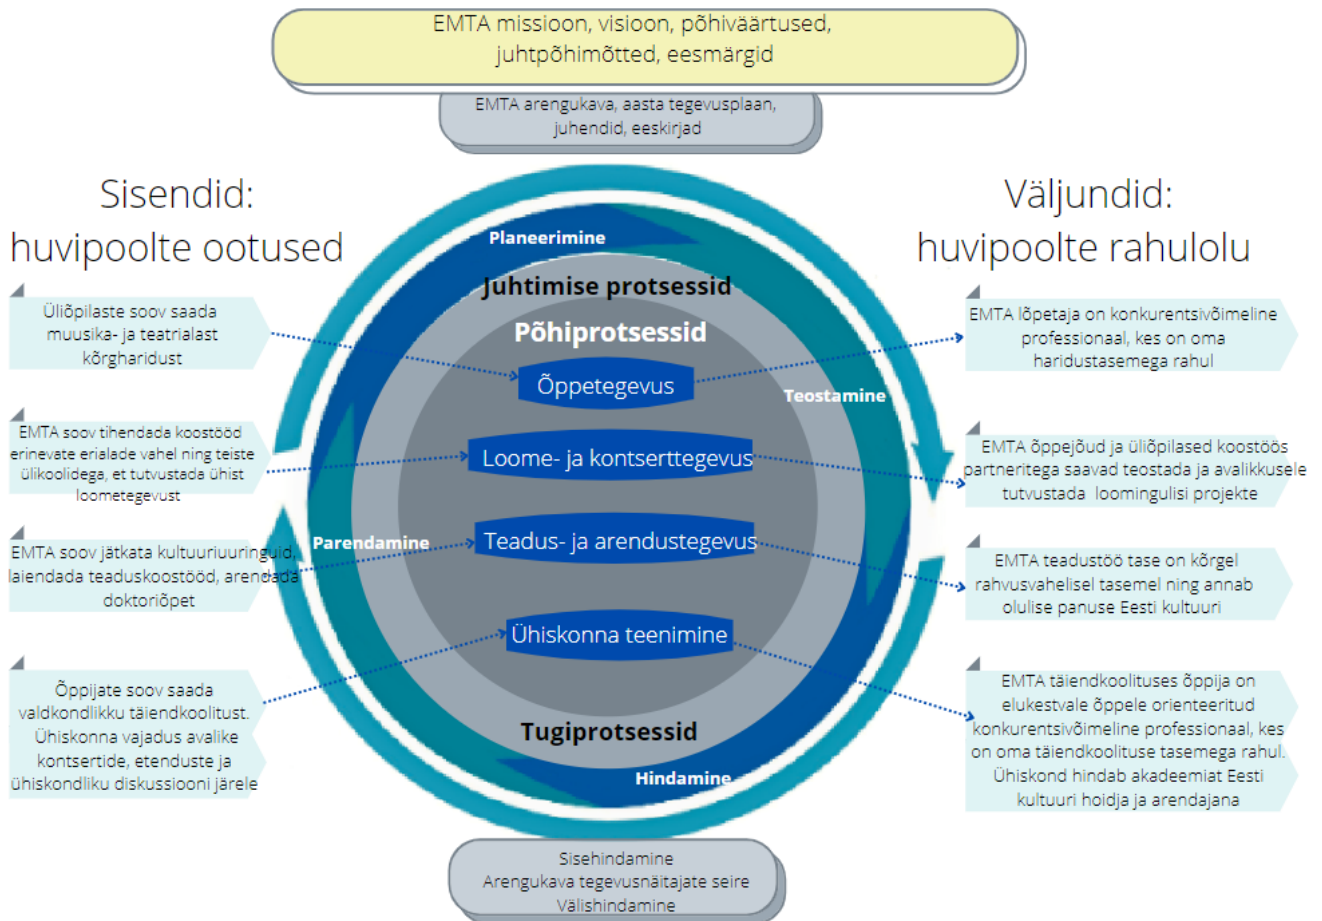 EMTA missioon, visioon, põhiväärtused,
juhtpõhimõtted, eesmärgid
EMTA arengukava, aasta tegevusplaan,
juhendid, eeskirjad
Sisendid:
huvipoolte ootused
Üliõpilaste soov saada
muusika- ja teatrialast
kõrgharidust
EMTA soov tihendada koostööd
erinevate erialade vahel ning teiste
ülikoolidega, et tutvustada ühist
loometegevust
EMTA soov jätkata kultuuriuuringuid,
laiendada teaduskoostööd, arendada
doktoriõpet
Õppijate soov saada
valdkondlikku täiendkoolitust.
Ühiskonna vajadus avalike
kontsertide, etenduste ja
ühiskondliku diskussiooni järele
Planeerimine
Juhtimise protsessid
Põhiprotsessid
Õppetegevus
Teostamine
Loome- ja kontserttegevus
Parendamine
Teadus- ja arendustegevus
Ühiskonna teenimine
Tugiprotsessid
Hindamine
Väljundid:
huvipoolte rahulolu
EMTA lõpetaja on konkurentsivõimeline
professionaal, kes on oma
haridustasemega rahul
EMTA õppejõud ja üliõpilased koostöös
partneritega saavad teostada ja avalikkusele
tutvustada loomingulisi projekte
EMTA teadustöö tase on kõrgel
rahvusvahelisel tasemel ning annab
olulise panuse Eesti kultuuri
EMTA täiendkoolituses õppija on
elukestvale õppele orienteeritud
konkurentsivõimeline professionaal, kes
on oma täiendkoolituse tasemega rahul.
Ühiskond hindab akadeemiat Eesti
kultuuri hoidja ja arendajana
Sisehindamine
Arengukava tegevusnäitajate seire
Välishindamine